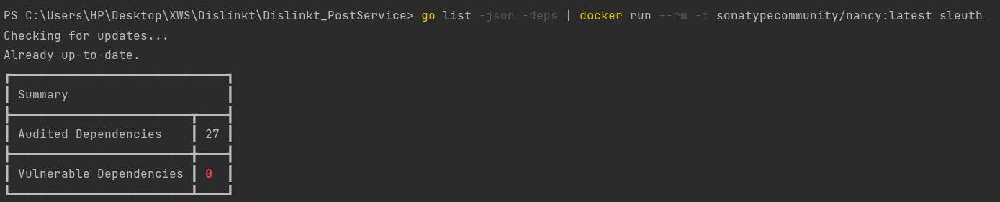 PS C:\Users\HP\Desktop\XWS\Dislinkt\Dislinkt_PostService> go list -json -deps | docker run --rm -i sonatypecommunity/nancy:latest sleuth
Checking for updates...
Already up-to-date.
Summary
Audited Dependencies 27
Vulnerable Dependencies 0